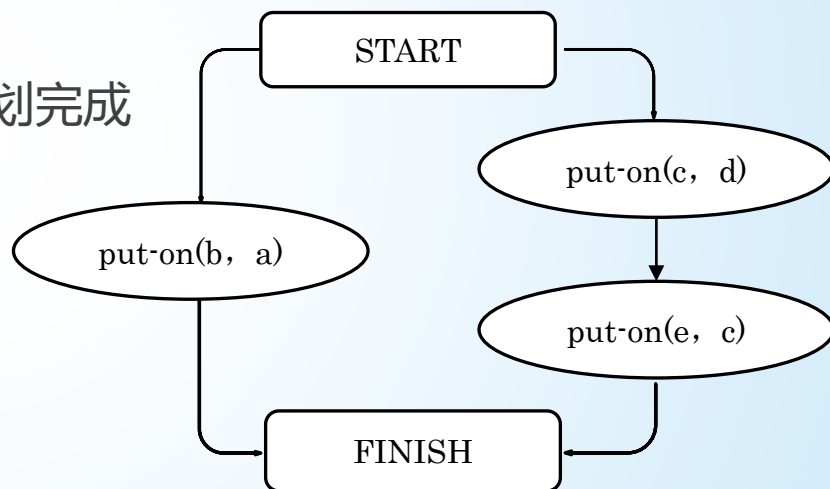 START
划完成
put-on(c，d)
put-on(b，a)
put-on(e，c)
FINISH